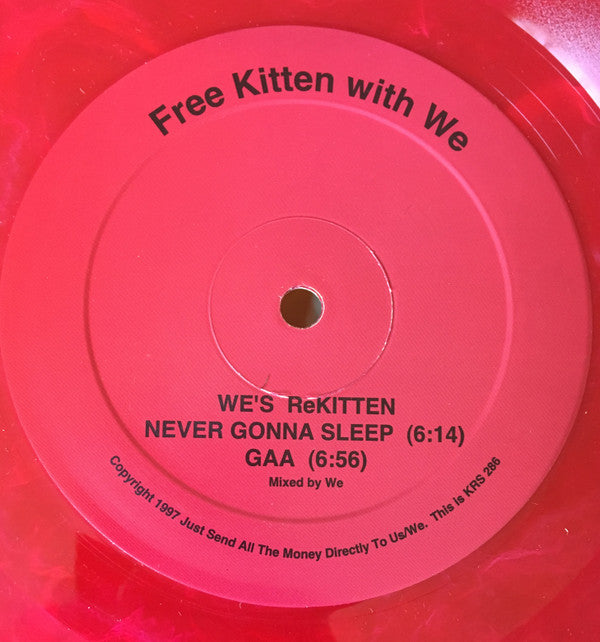 Free Kitten with We
WE'S ReKITTEN
NEVER GONNA SLEEP (6:14)
GAA (6:56)
Mixed by We
Copyright 1997 Just Send All The Money Directly To Us/We. This is KRS 286